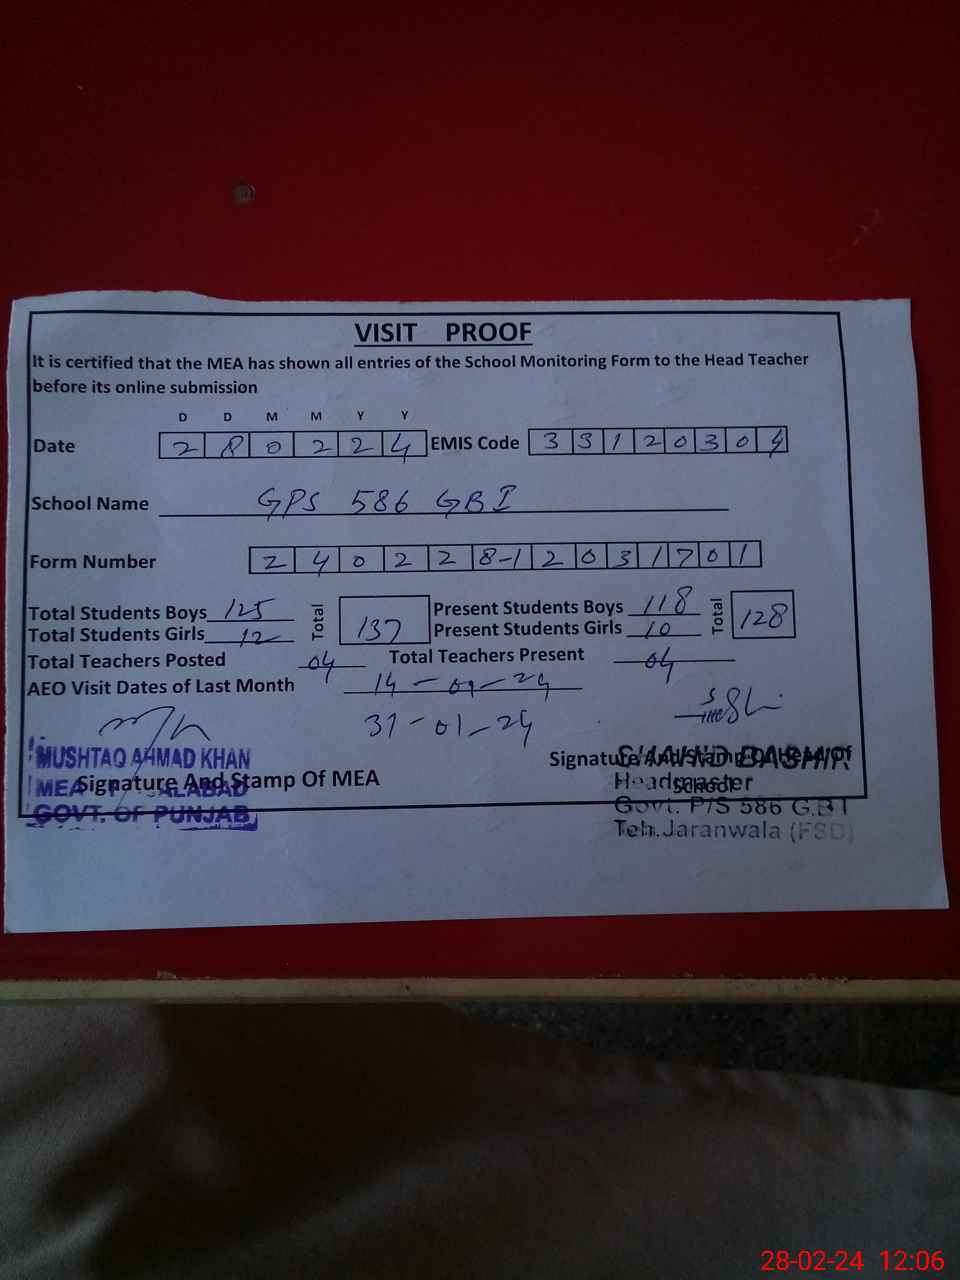 VISIT PROOF
It is certified that the MEA has shown all entries of the School Monitoring Form to the Head Teacher
before its online submission
D D M M Y Y
Date 2 8 0 2 2 4 EMIS Code 3 3 1 2 0 3 0 4
School Name GPS 586 GBI
Form Number 2 4 0 2 2 8-1 2 0 3 1 7 0 1
Total Students Boys 125 Total 137 Present Students Boys 118 Total 128
Total Students Girls 12 Present Students Girls 10
Total Teachers Posted 04 Total Teachers Present 04
AEO Visit Dates of Last Month 14-01-24
31-01-24
MUSHTAQ AHMAD KHAN
MEA
GOVT. OF PUNJAB
Signature And Stamp Of MEA
Signature And Stamp Of
School
BASHIR
Headmaster
Govt. P/S 586 G.B I
Teh. Jaranwala (FSD)
28-02-24 12:06